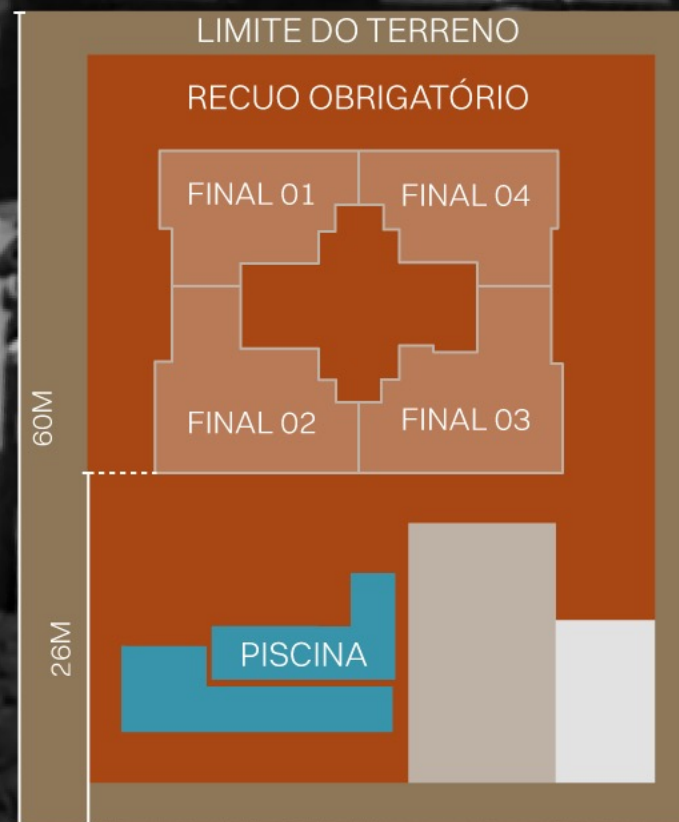 LIMITE DO TERRENO
RECUO OBRIGATÓRIO
FINAL 01
FINAL 04
60M
FINAL 02
FINAL 03
26M
PISCINA